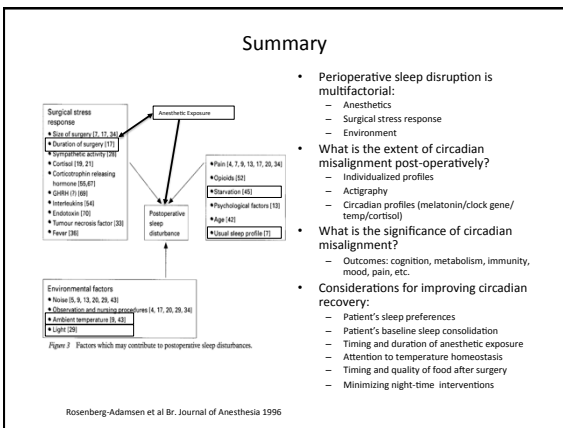 Summary
Surgical stress
response
• Size of surgery [7, 17, 34]
• Duration of surgery [17]
• Sympathetic activity [28]
• Cortisol [19, 21]
• Corticotrophin releasing
hormone [55,67]
• GHRH (?) [69]
• Interleukins [54]
• Endotoxin [70]
• Tumour necrosis factor [33]
• Fever [36]
Anesthetic Exposure
• Pain (4, 7, 9, 13, 17, 20, 34)
• Opioids [52]
• Starvation [45]
• Psychological factors [13]
• Age [42]
• Usual sleep profile [7]
Postoperative
sleep
disturbance
Environmental factors
• Noise [5, 9, 13, 20, 29, 43]
• Observation and nursing procedures [4, 17, 20, 29, 34]
• Ambient temperature [9, 43]
• Light [29]
Figure 3 Factors which may contribute to postoperative sleep disturbances.
Rosenberg-Adamsen et al Br. Journal of Anesthesia 1996
• Perioperative sleep disruption is
multifactorial:
– Anesthetics
– Surgical stress response
– Environment
• What is the extent of circadian
misalignment post-operatively?
– Individualized profiles
– Actigraphy
– Circadian profiles (melatonin/clock gene/
temp/cortisol)
• What is the significance of circadian
misalignment?
– Outcomes: cognition, metabolism, immunity,
mood, pain, etc.
• Considerations for improving circadian
recovery:
– Patient's sleep preferences
– Patient's baseline sleep consolidation
– Timing and duration of anesthetic exposure
– Attention to temperature homeostasis
– Timing and quality of food after surgery
– Minimizing night-time interventions